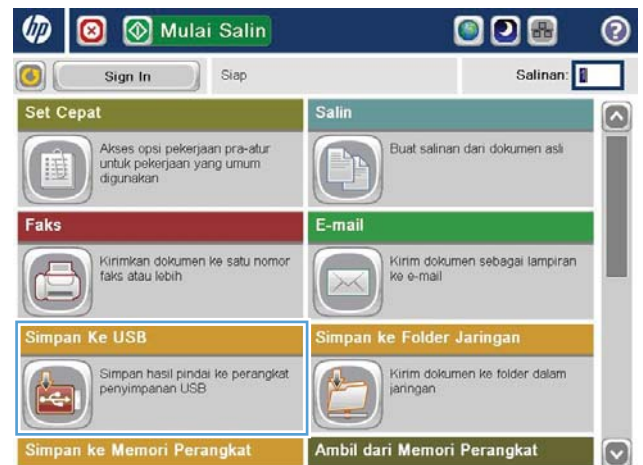 hp Mulai Salin ?
Sign In Siap Salinan: 1
Set Cepat
Akses opsi pekerjaan pra-atur
untuk pekerjaan yang umum
digunakan
Salin
Buat salinan dari dokumen asli
Faks
Kirimkan dokumen ke satu nomor
faks atau lebih
E-mail
Kirim dokumen sebagai lampiran
ke e-mail
Simpan Ke USB
Simpan hasil pindai ke perangkat
penyimpanan USB
Simpan ke Folder Jaringan
Kirim dokumen ke folder dalam
jaringan
Simpan ke Memori Perangkat
Ambil dari Memori Perangkat